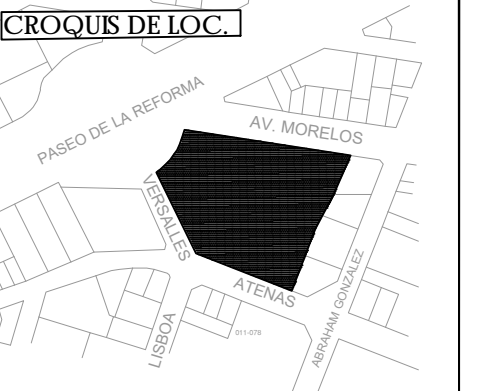 CROQUIS DE LOC.
PASEO DE LA REFORMA
AV. MORELOS
VERSALLES
ATENAS
ABRAHAM GONZALEZ
LISBOA
011-078